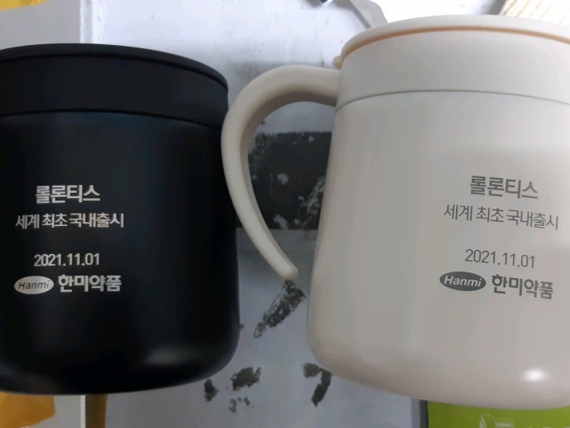 롤론티스
세계 최초 국내출시
2021.11.01
Hanmi 한미약품
롤론티스
세계 최초 국내출시
2021.11.01
Hanmi 한미약품